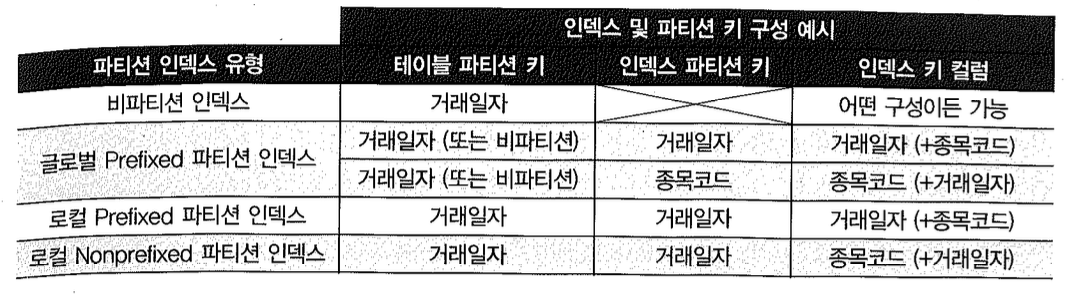 인덱스 및 파티션 키 구성 예시
파티션 인덱스 유형 테이블 파티션 키 인덱스 파티션 키 인덱스 키 컬럼
비파티션 인덱스 거래일자 어떤 구성이든 가능
글로벌 Prefixed 파티션 인덱스 거래일자 (또는 비파티션) 거래일자 거래일자 (+종목코드)
거래일자 (또는 비파티션) 종목코드 종목코드 (+거래일자)
로컬 Prefixed 파티션 인덱스 거래일자 거래일자 거래일자 (+종목코드)
로컬 Nonprefixed 파티션 인덱스 거래일자 거래일자 종목코드 (+거래일자)